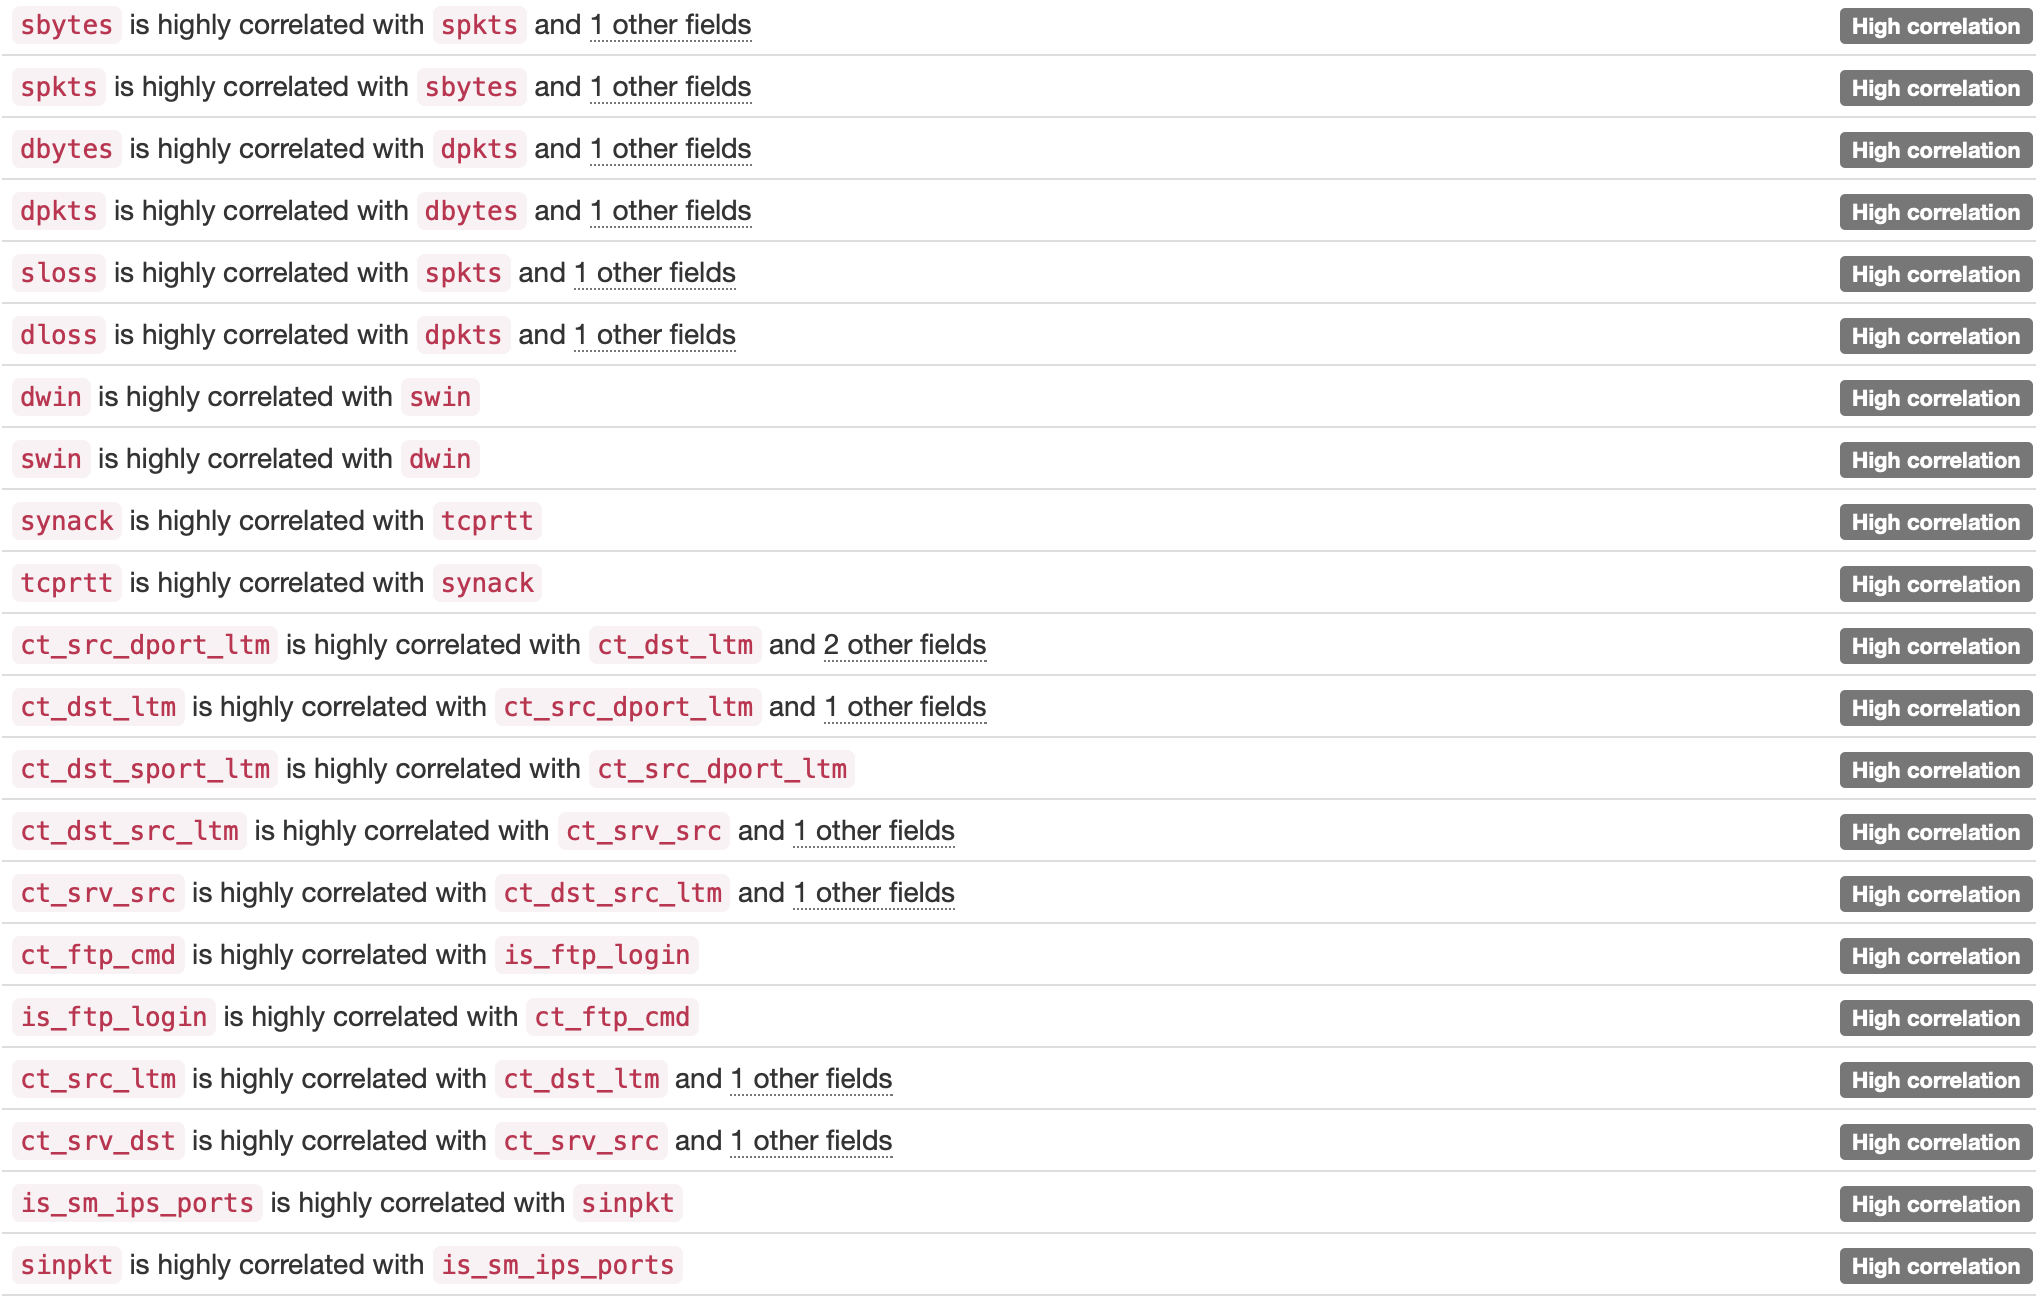 sbytes is highly correlated with spkts and 1 other fields High correlation
spkts is highly correlated with sbytes and 1 other fields High correlation
dbytes is highly correlated with dpkts and 1 other fields High correlation
dpkts is highly correlated with dbytes and 1 other fields High correlation
sloss is highly correlated with spkts and 1 other fields High correlation
dloss is highly correlated with dpkts and 1 other fields High correlation
dwin is highly correlated with swin High correlation
swin is highly correlated with dwin High correlation
synack is highly correlated with tcprtt High correlation
tcprtt is highly correlated with synack High correlation
ct_src_dport_ltm is highly correlated with ct_dst_ltm and 2 other fields High correlation
ct_dst_ltm is highly correlated with ct_src_dport_ltm and 1 other fields High correlation
ct_dst_sport_ltm is highly correlated with ct_src_dport_ltm High correlation
ct_dst_src_ltm is highly correlated with ct_srv_src and 1 other fields High correlation
ct_srv_src is highly correlated with ct_dst_src_ltm and 1 other fields High correlation
ct_ftp_cmd is highly correlated with is_ftp_login High correlation
is_ftp_login is highly correlated with ct_ftp_cmd High correlation
ct_src_ltm is highly correlated with ct_dst_ltm and 1 other fields High correlation
ct_srv_dst is highly correlated with ct_srv_src and 1 other fields High correlation
is_sm_ips_ports is highly correlated with sinpkt High correlation
sinpkt is highly correlated with is_sm_ips_ports High correlation